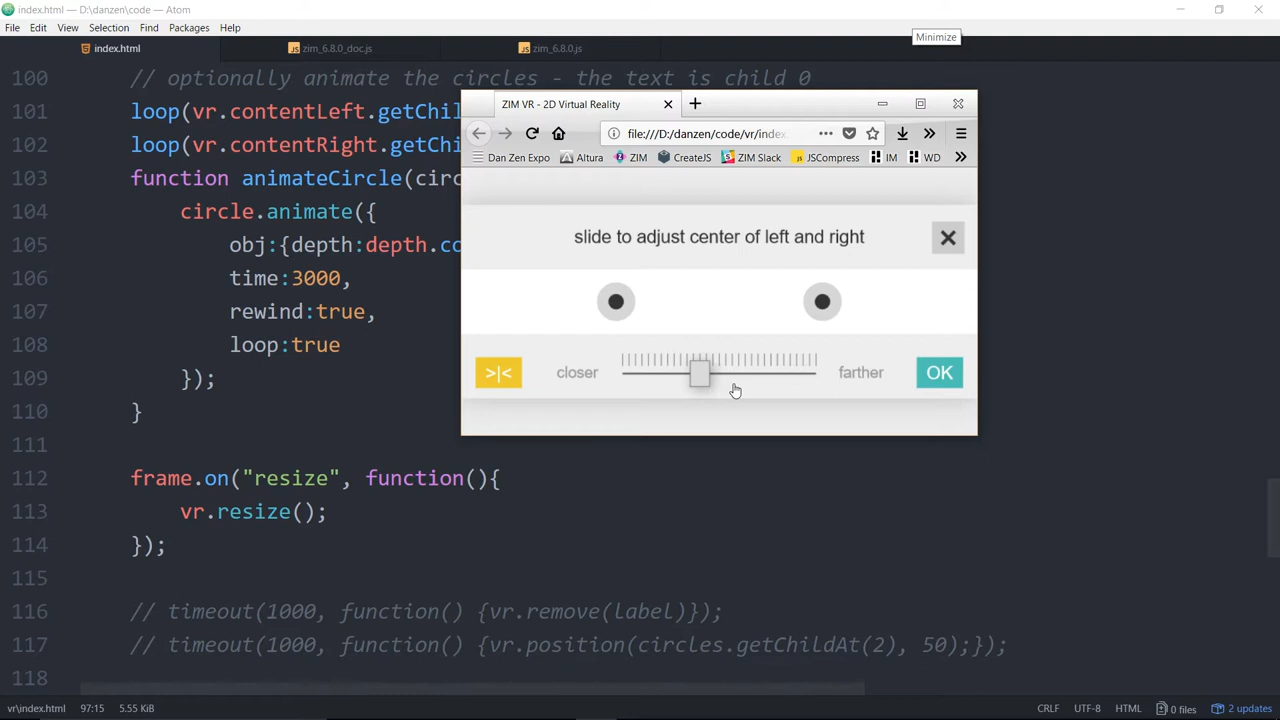 index.html — D:\danzen\code — Atom
File Edit View Selection Find Packages Help
Minimize
index.html zim_6.8.0_doc.js zim_6.8.0.js
100 // optionally animate the circles - the text is child 0
101 loop(vr.contentLeft.getChil
102 loop(vr.contentRight.getCh
103 function animateCircle(circ
104 circle.animate({
105 obj:{depth:depth.co
106 time:3000,
107 rewind:true,
108 loop:true
109 });
110 }
111
112 frame.on("resize", function(){
113 vr.resize();
114 });
115
116 // timeout(1000, function() {vr.remove(label)});
117 // timeout(1000, function() {vr.position(circles.getChildAt(2), 50);});
118
ZIM VR - 2D Virtual Reality
file:///D:/danzen/code/vr/index.
Dan Zen Expo Altura ZIM CreateJS ZIM Slack JSCompress IM WD
slide to adjust center of left and right
>|< closer farther OK
vr\index.html 97:15 5.55 KiB CRLF UTF-8 HTML 0 files 2 updates